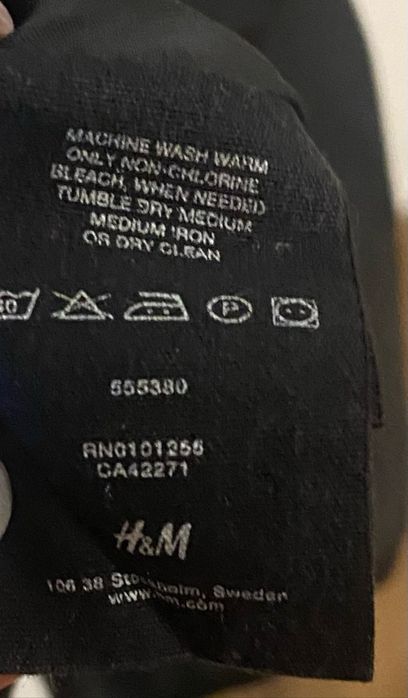 MACHINE WASH WARM
ONLY NON-CHLORINE
BLEACH, WHEN NEEDED
TUMBLE DRY MEDIUM
MEDIUM IRON
OR DRY CLEAN
P
555380
RN0101255
CA42271
H&M
106 38 Stockholm, Sweden